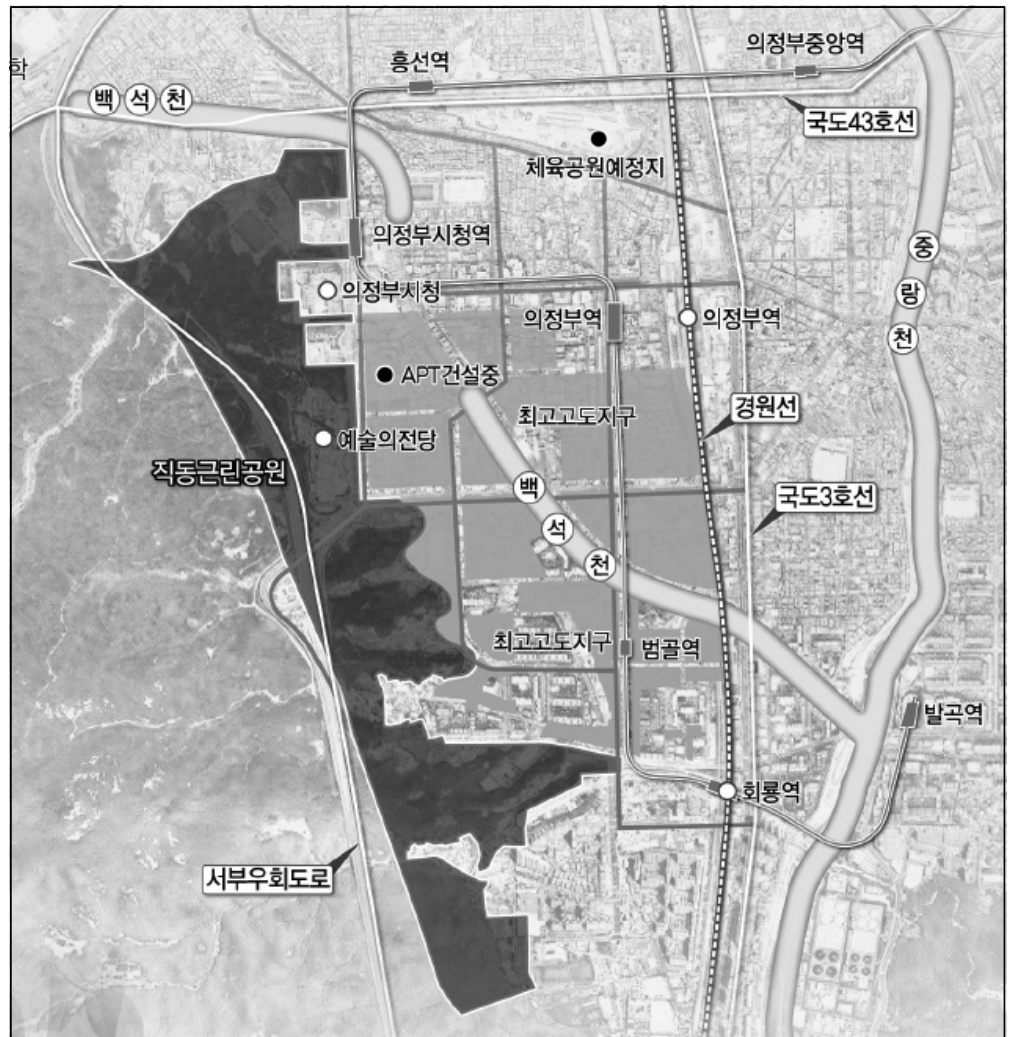 의정부중앙역
흥선역
학
백석천
국도43호선
체육공원예정지
의정부시청역
중랑천
의정부시청
의정부역
의정부역
APT건설중
경원선
최고고도지구
예술의전당
직동근린공원
백석천
국도3호선
최고고도지구
범골역
발곡역
회룡역
서부우회도로